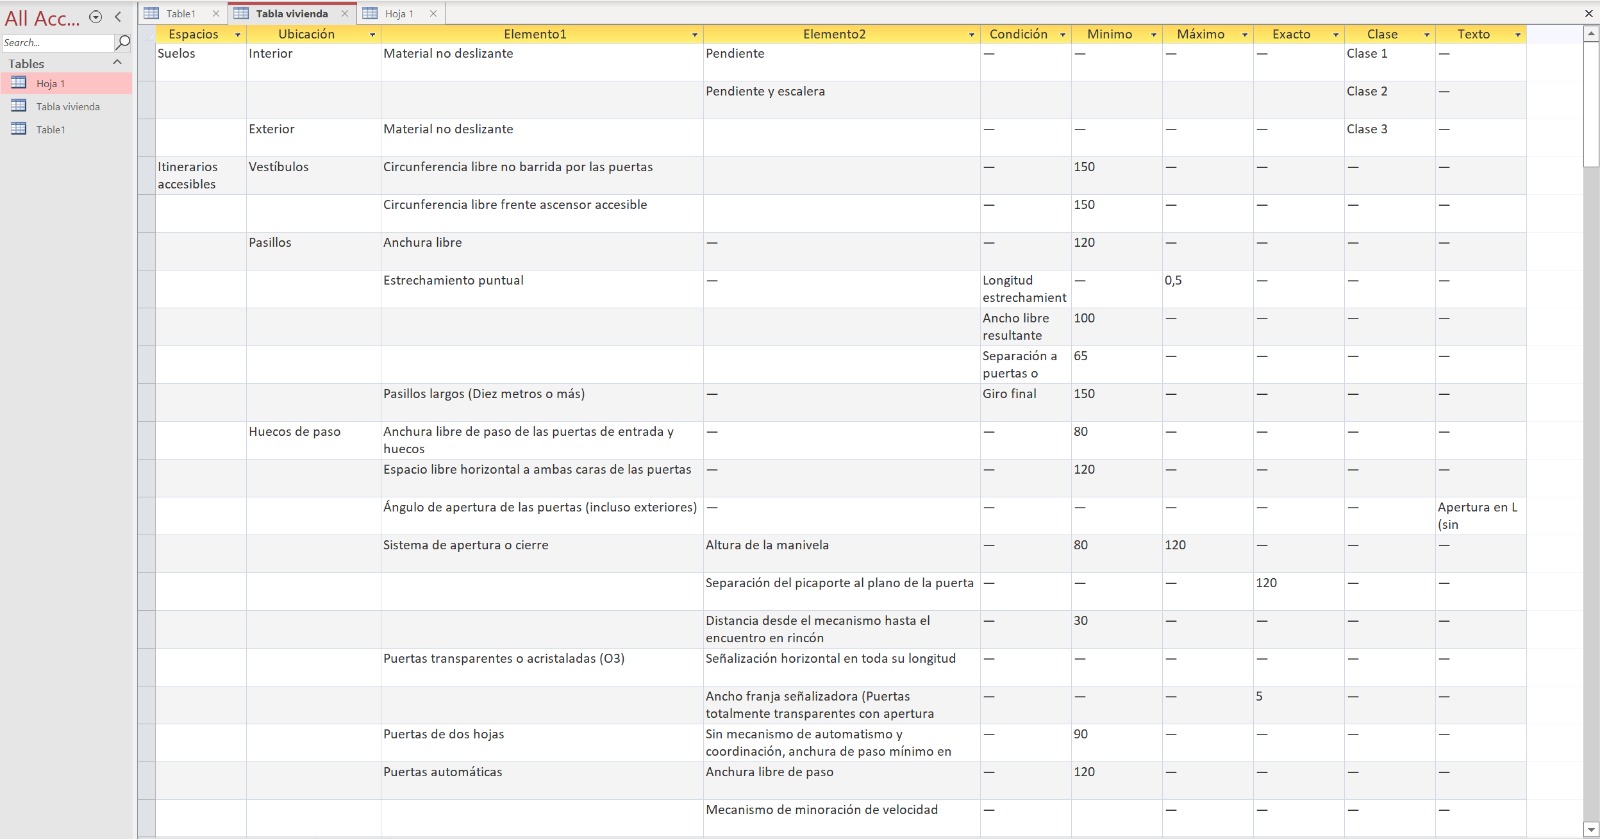 All Acc...
Search...
Tables
Hoja 1
Tabla vivienda
Table1
Table1 Tabla vivienda Hoja 1
Espacios Ubicación Elemento1 Elemento2 Condición Minimo Máximo Exacto Clase Texto
Suelos Interior Material no deslizante Pendiente — — — — Clase 1 —
Pendiente y escalera Clase 2 —
Exterior Material no deslizante — — — — Clase 3 —
Itinerarios accesibles Vestíbulos Circunferencia libre no barrida por las puertas — 150 — — — —
Circunferencia libre frente ascensor accesible — 150 — — — —
Pasillos Anchura libre — — 120 — — — —
Estrechamiento puntual — Longitud estrechamient — 0,5 — — —
Ancho libre resultante 100 — — — —
Separación a puertas o 65 — — — —
Pasillos largos (Diez metros o más) — Giro final 150 — — — —
Huecos de paso Anchura libre de paso de las puertas de entrada y huecos — — 80 — — — —
Espacio libre horizontal a ambas caras de las puertas — — 120 — — — —
Ángulo de apertura de las puertas (incluso exteriores) — — — — — — Apertura en L (sin
Sistema de apertura o cierre Altura de la manivela — 80 120 — — —
Separación del picaporte al plano de la puerta — — — 120 — —
Distancia desde el mecanismo hasta el encuentro en rincón — 30 — — — —
Puertas transparentes o acristaladas (O3) Señalización horizontal en toda su longitud — — — — — —
Ancho franja señalizadora (Puertas totalmente transparentes con apertura — — — 5 — —
Puertas de dos hojas Sin mecanismo de automatismo y coordinación, anchura de paso mínimo en — 90 — — — —
Puertas automáticas Anchura libre de paso — 120 — — — —
Mecanismo de minoración de velocidad — — — — —